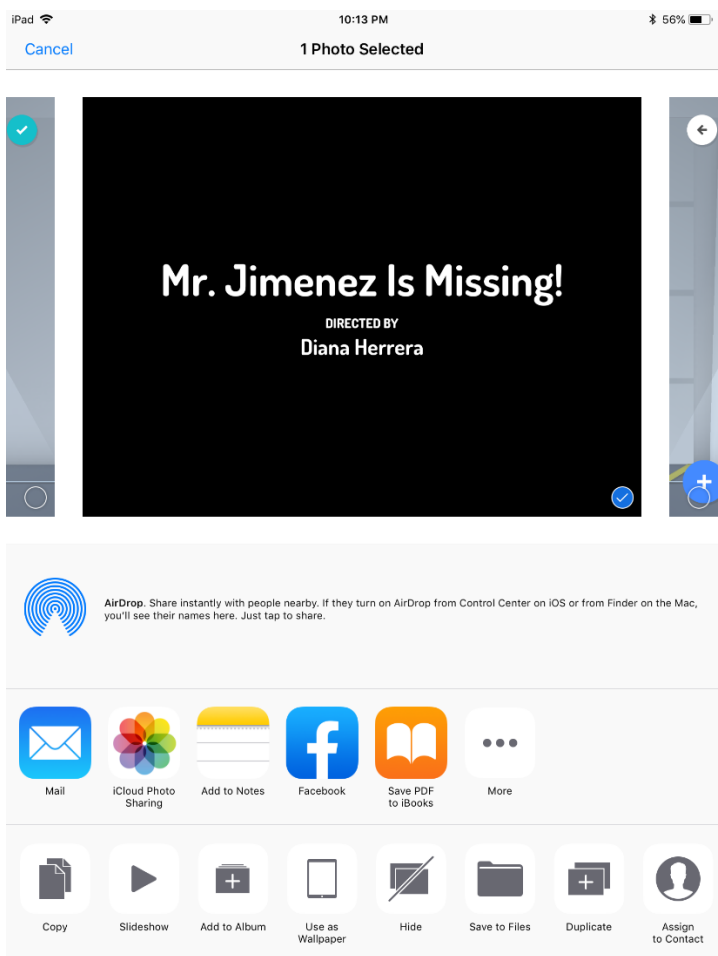 iPad
10:13 PM
56%
Cancel
1 Photo Selected
Mr. Jimenez Is Missing!
DIRECTED BY
Diana Herrera
AirDrop. Share instantly with people nearby. If they turn on AirDrop from Control Center on iOS or from Finder on the Mac,
you'll see their names here. Just tap to share.
Mail
iCloud Photo
Sharing
Add to Notes
Facebook
Save PDF
to iBooks
More
Copy
Slideshow
Add to Album
Use as
Wallpaper
Hide
Save to Files
Duplicate
Assign
to Contact